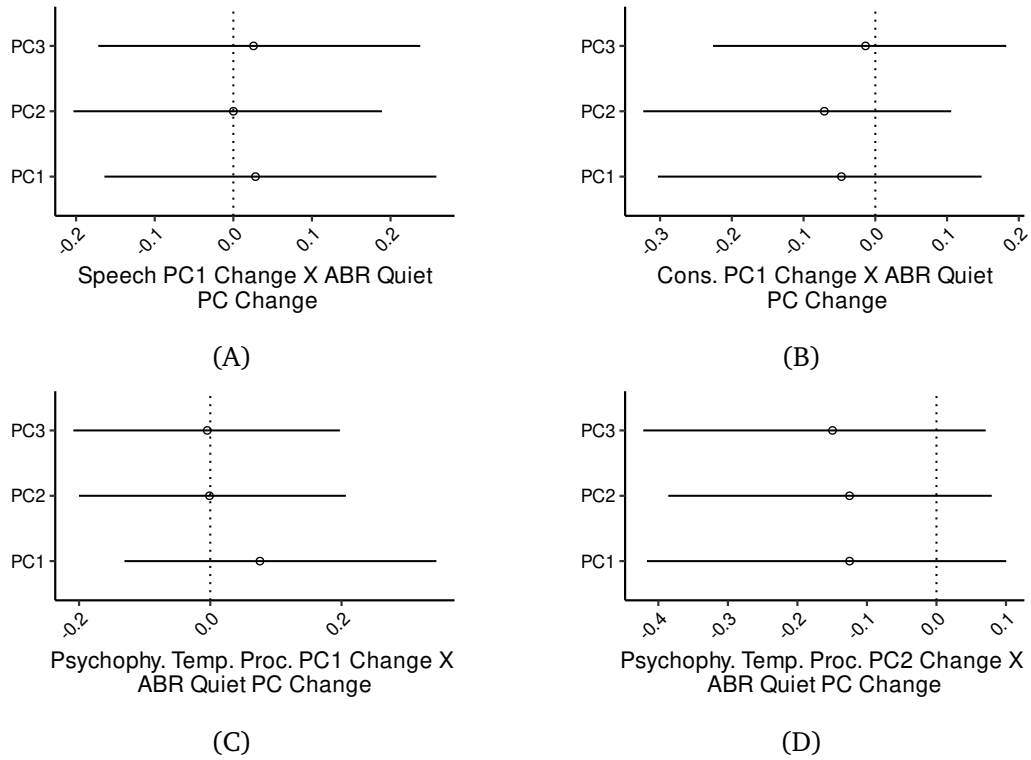 PC3
PC2
PC1
-0.2
-0.1
0.0
0.1
0.2
Speech PC1 Change X ABR Quiet
PC Change
(A)
PC3
PC2
PC1
-0.3
-0.2
-0.1
0.0
0.1
0.2
Cons. PC1 Change X ABR Quiet
PC Change
(B)
PC3
PC2
PC1
-0.2
0.0
0.2
Psychophy. Temp. Proc. PC1 Change X
ABR Quiet PC Change
(C)
PC3
PC2
PC1
-0.4
-0.3
-0.2
-0.1
0.0
0.1
Psychophy. Temp. Proc. PC2 Change X
ABR Quiet PC Change
(D)